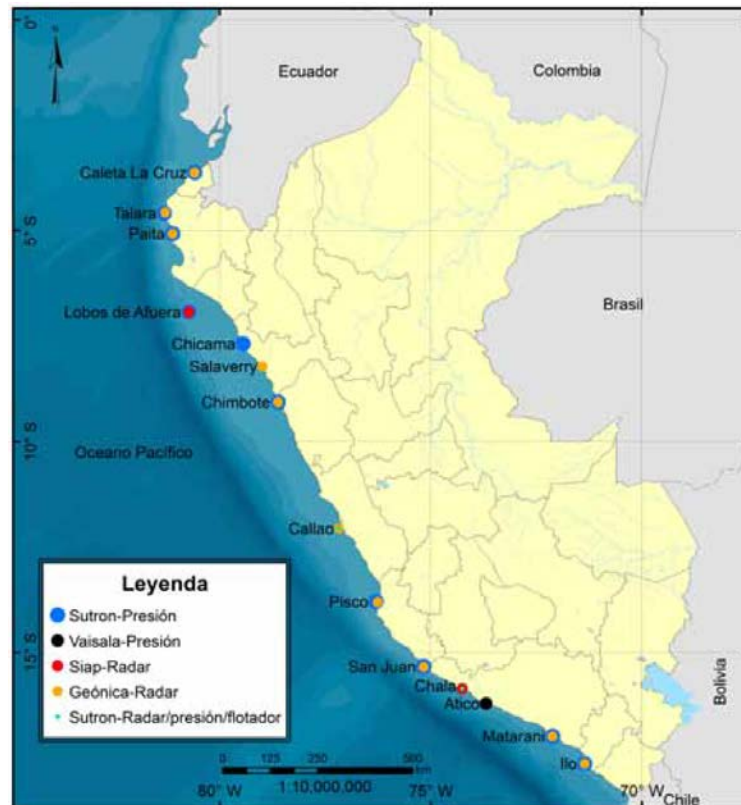 0°
Ecuador
Colombia
Caleta La Cruz
Talara
Paita
5° S
Lobos de Afuera
Brasil
Chicama
Salaverry
Chimbote
10° S
Oceano Pacífico
Callao
Leyenda
Sutron-Presión
Vaisala-Presión
Siap-Radar
Geónica-Radar
Sutron-Radar/presión/flotador
Pisco
15° S
San Juan
Chala
Atico
Bolivia
Matarani
Ilo
0 125 250 500
km
80° W
1:10,000,000
75° W
70° W
Chile